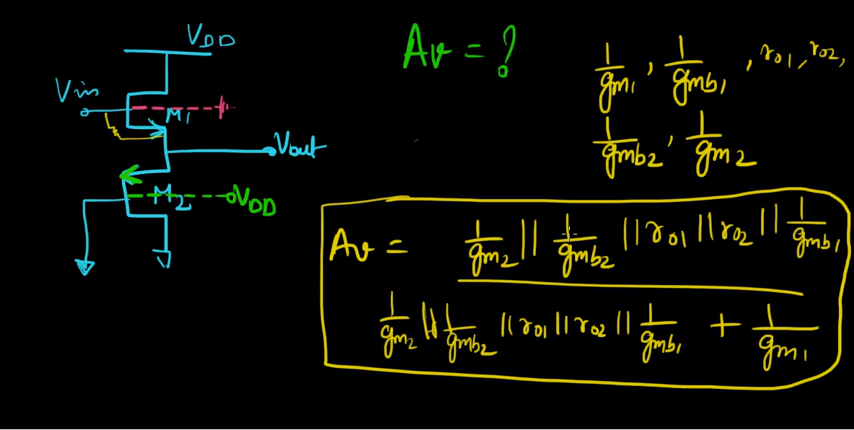 VDD
Av = ?
Vin
M1
Vout
M2
VDD
1/gm1 , 1/gmb1 , ro1, ro2,
1/gmb2 , 1/gm2
Av = 1/gm2 || 1/gmb2 || ro1 || ro2 || 1/gmb1
1/gm2 || 1/gmb2 || ro1 || ro2 || 1/gmb1 + 1/gm1